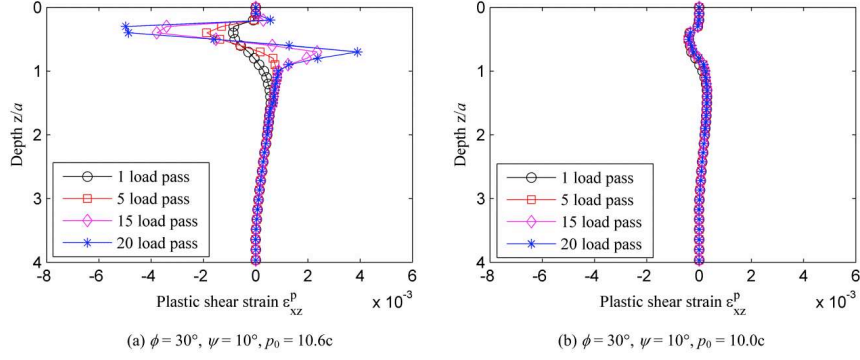 0
1
2
3
4
Depth z/a
1 load pass
5 load pass
15 load pass
20 load pass
-8 -6 -4 -2 0 2 4 6
Plastic shear strain ε^p_xz x 10^-3
(a) ϕ = 30°, ψ = 10°, p₀ = 10.6c
0
1
2
3
4
Depth z/a
1 load pass
5 load pass
15 load pass
20 load pass
-8 -6 -4 -2 0 2 4 6
Plastic shear strain ε^p_xz x 10^-3
(b) ϕ = 30°, ψ = 10°, p₀ = 10.0c